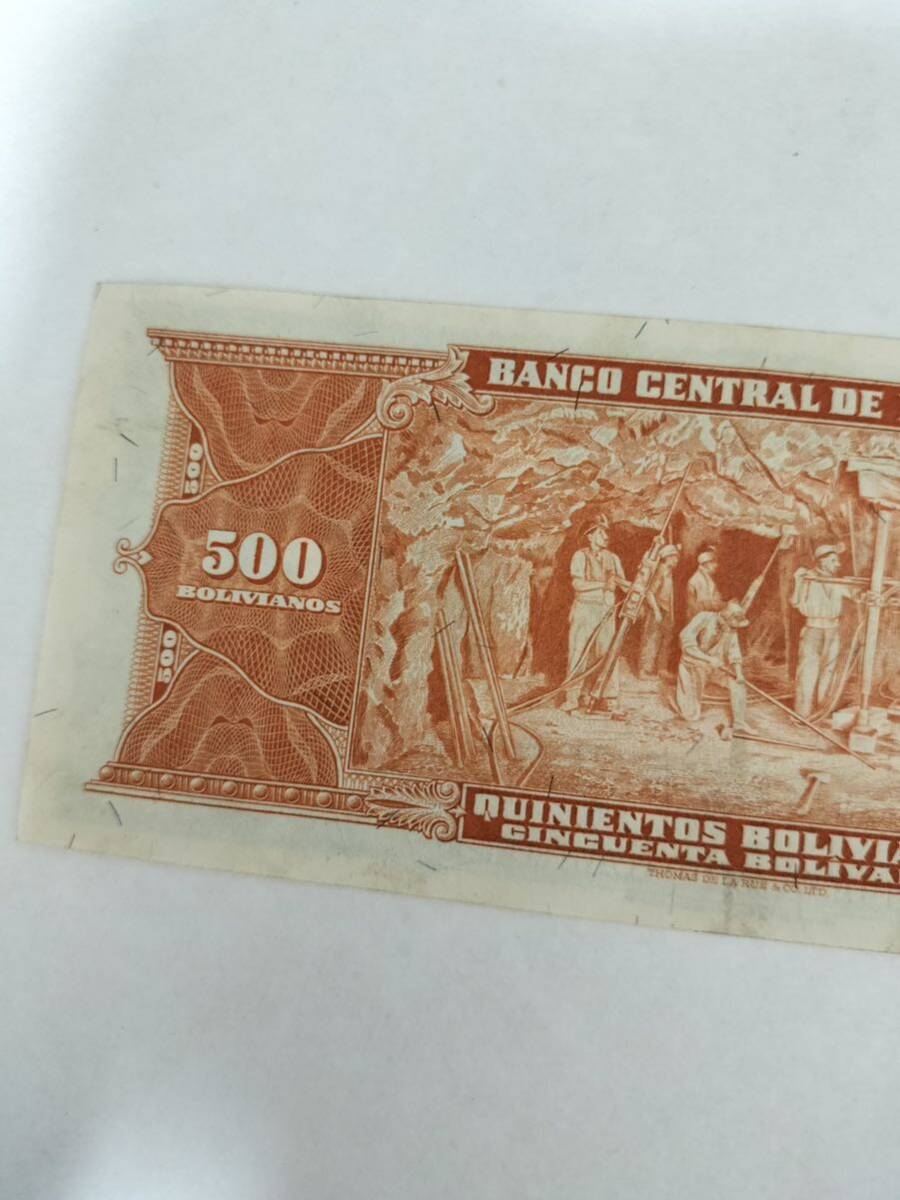 BANCO CENTRAL DE
500
500
BOLIVIANOS
500
QUINIENTOS BOLIVIA
CINCUENTA BOLIVA
THOMAS DE LA RUE & CO. LTD.